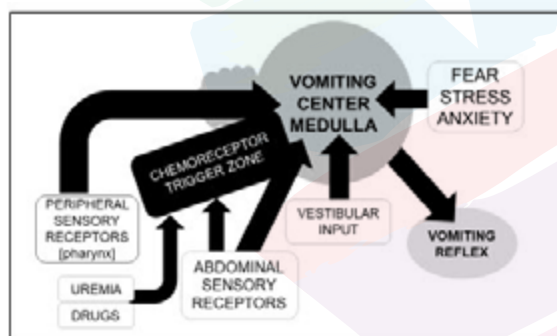 VOMITING
CENTER
MEDULLA
FEAR
STRESS
ANXIETY
CHEMORECEPTOR
TRIGGER ZONE
PERIPHERAL
SENSORY
RECEPTORS
[pharynx]
VESTIBULAR
INPUT
VOMITING
REFLEX
ABDOMINAL
SENSORY
RECEPTORS
UREMIA
DRUGS